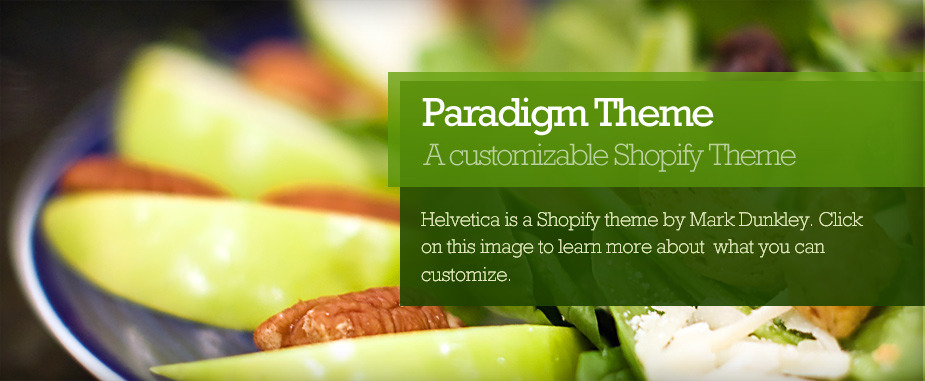 Paradigm Theme
A customizable Shopify Theme
Helvetica is a Shopify theme by Mark Dunkley. Click
on this image to learn more about  what you can
customize.